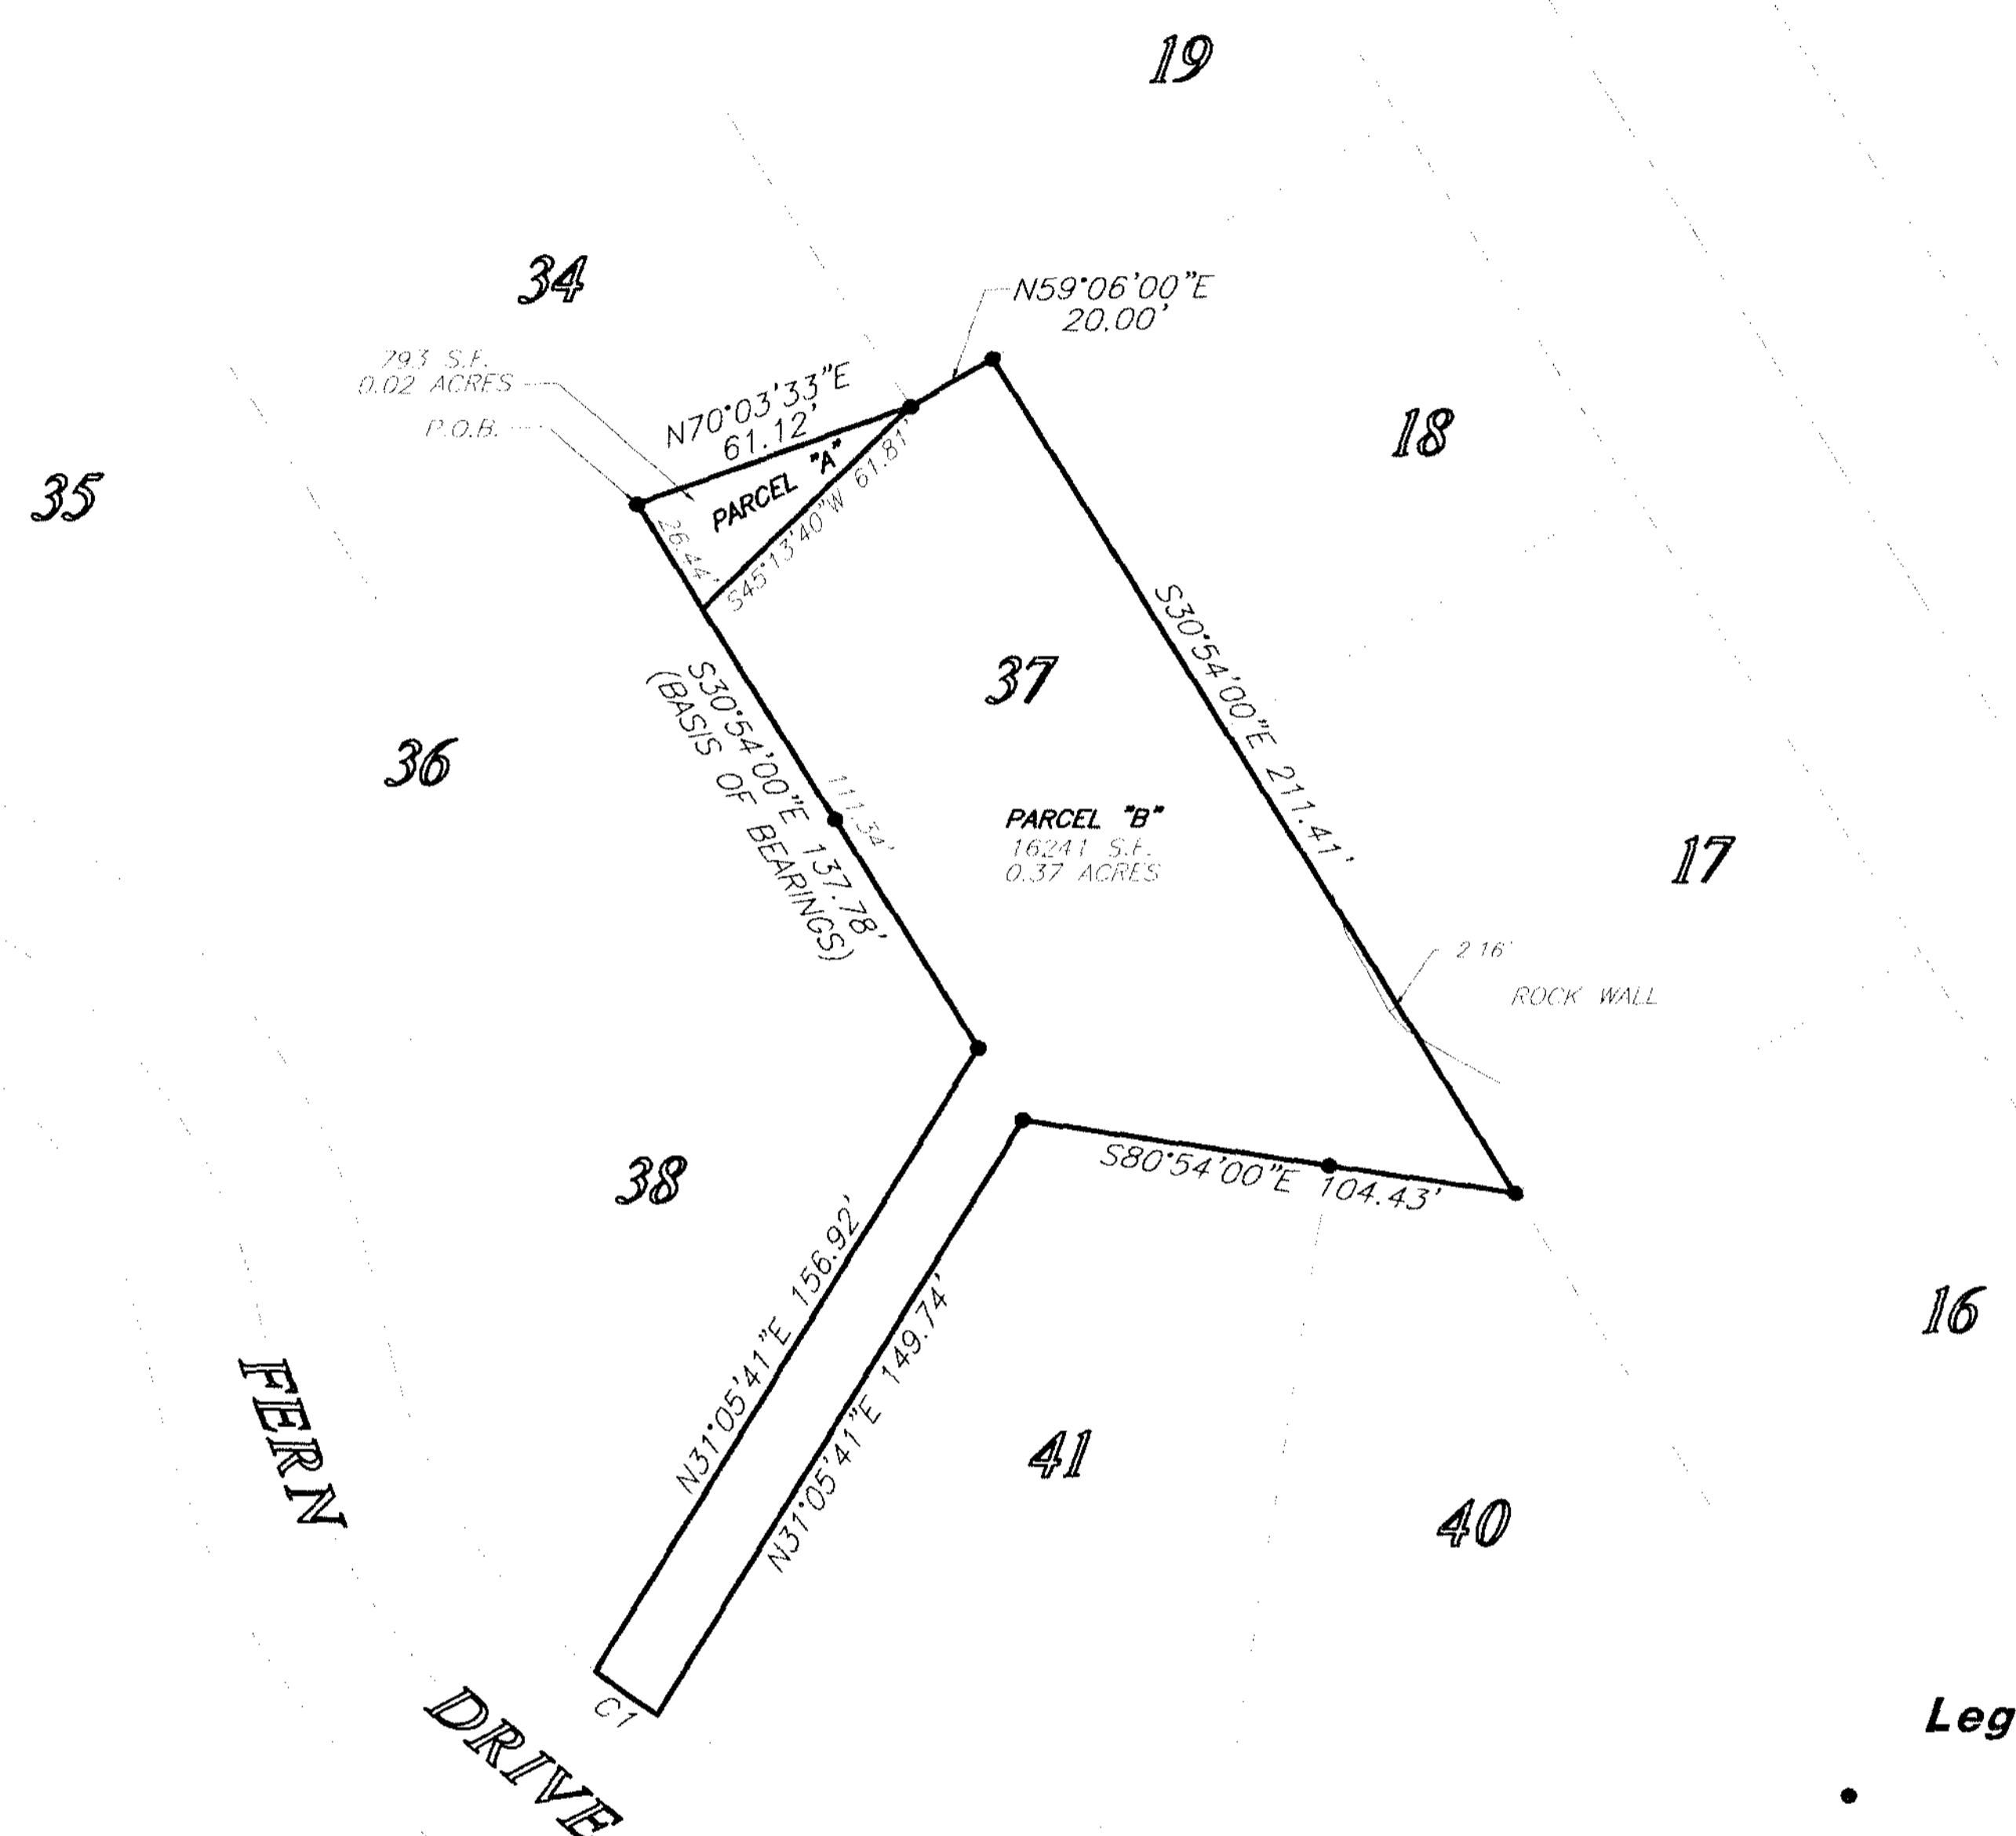 19
34
N59°06'00"E
20.00'
793 S.F.
0.02 ACRES
P.O.B.
N70°03'33"E
61.12'
PARCEL "A"
S45°13'40"W 61.81'
26.44'
18
35
37
S30°54'00"E 211.41'
36
S30°54'00"E 137.78'
(BASIS OF BEARINGS)
111.34'
PARCEL "B"
16241 S.F.
0.37 ACRES
17
2.16'
ROCK WALL
S80°54'00"E 104.43'
38
N31°05'41"E 156.92'
N31°05'41"E 149.74'
16
41
40
FERN
DRIVE
C1
Leg